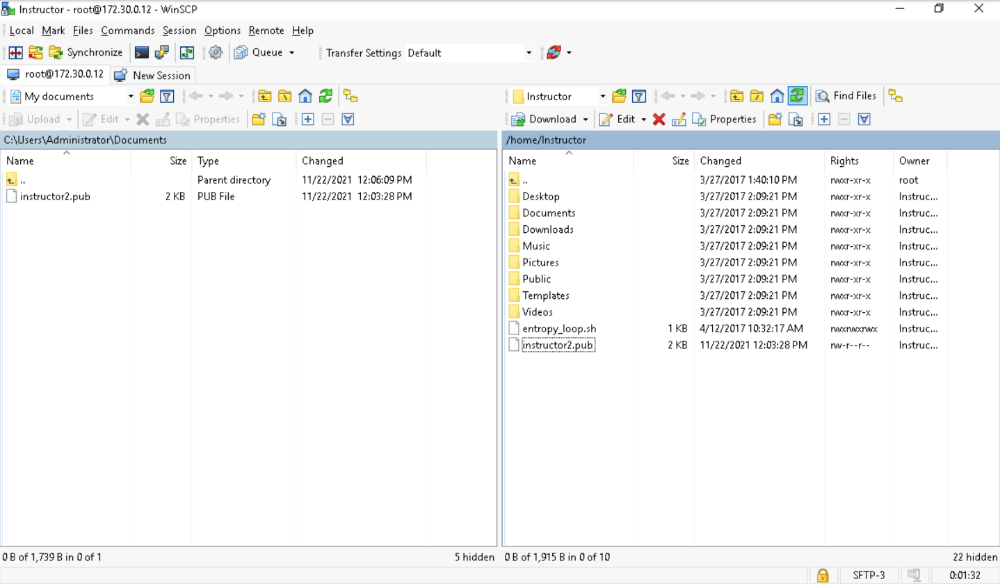 Instructor - root@172.30.0.12 - WinSCP
Local Mark Files Commands Session Options Remote Help
Synchronize Queue Transfer Settings Default
root@172.30.0.12 New Session
My documents
Upload Edit Properties
C:\Users\Administrator\Documents
Name Size Type Changed
.. Parent directory 11/22/2021 12:06:09 PM
instructor2.pub 2 KB PUB File 11/22/2021 12:03:28 PM
0 B of 1,739 B in 0 of 1 5 hidden
Instructor Find Files
Download Edit Properties
/home/Instructor
Name Size Changed Rights Owner
.. 3/27/2017 1:40:10 PM rwxr-xr-x root
Desktop 3/27/2017 2:09:21 PM rwxr-xr-x Instruc...
Documents 3/27/2017 2:09:21 PM rwxr-xr-x Instruc...
Downloads 3/27/2017 2:09:21 PM rwxr-xr-x Instruc...
Music 3/27/2017 2:09:21 PM rwxr-xr-x Instruc...
Pictures 3/27/2017 2:09:21 PM rwxr-xr-x Instruc...
Public 3/27/2017 2:09:21 PM rwxr-xr-x Instruc...
Templates 3/27/2017 2:09:21 PM rwxr-xr-x Instruc...
Videos 3/27/2017 2:09:21 PM rwxr-xr-x Instruc...
entropy_loop.sh 1 KB 4/12/2017 10:32:17 AM rwxrwxrwx Instruc...
instructor2.pub 2 KB 11/22/2021 12:03:28 PM rw-r--r-- Instruc...
0 B of 1,915 B in 0 of 10 22 hidden
SFTP-3 0:01:32